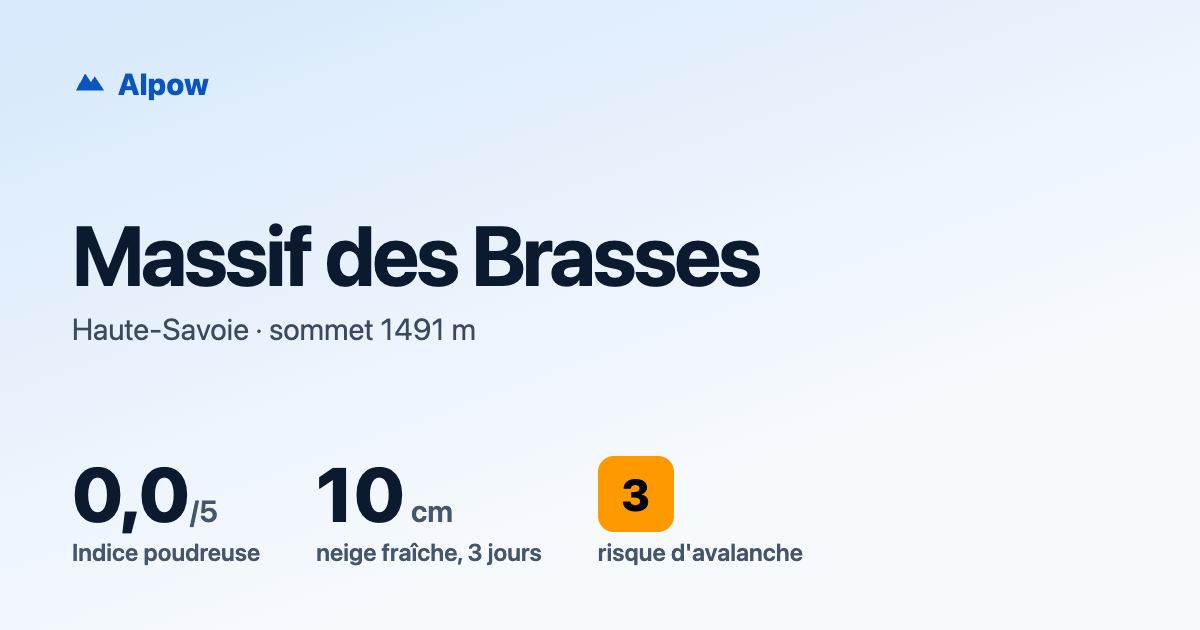 Alpow
Massif des Brasses
Haute-Savoie · sommet 1491 m
0,0/5
Indice poudreuse
10 cm
neige fraîche, 3 jours
3
risque d'avalanche